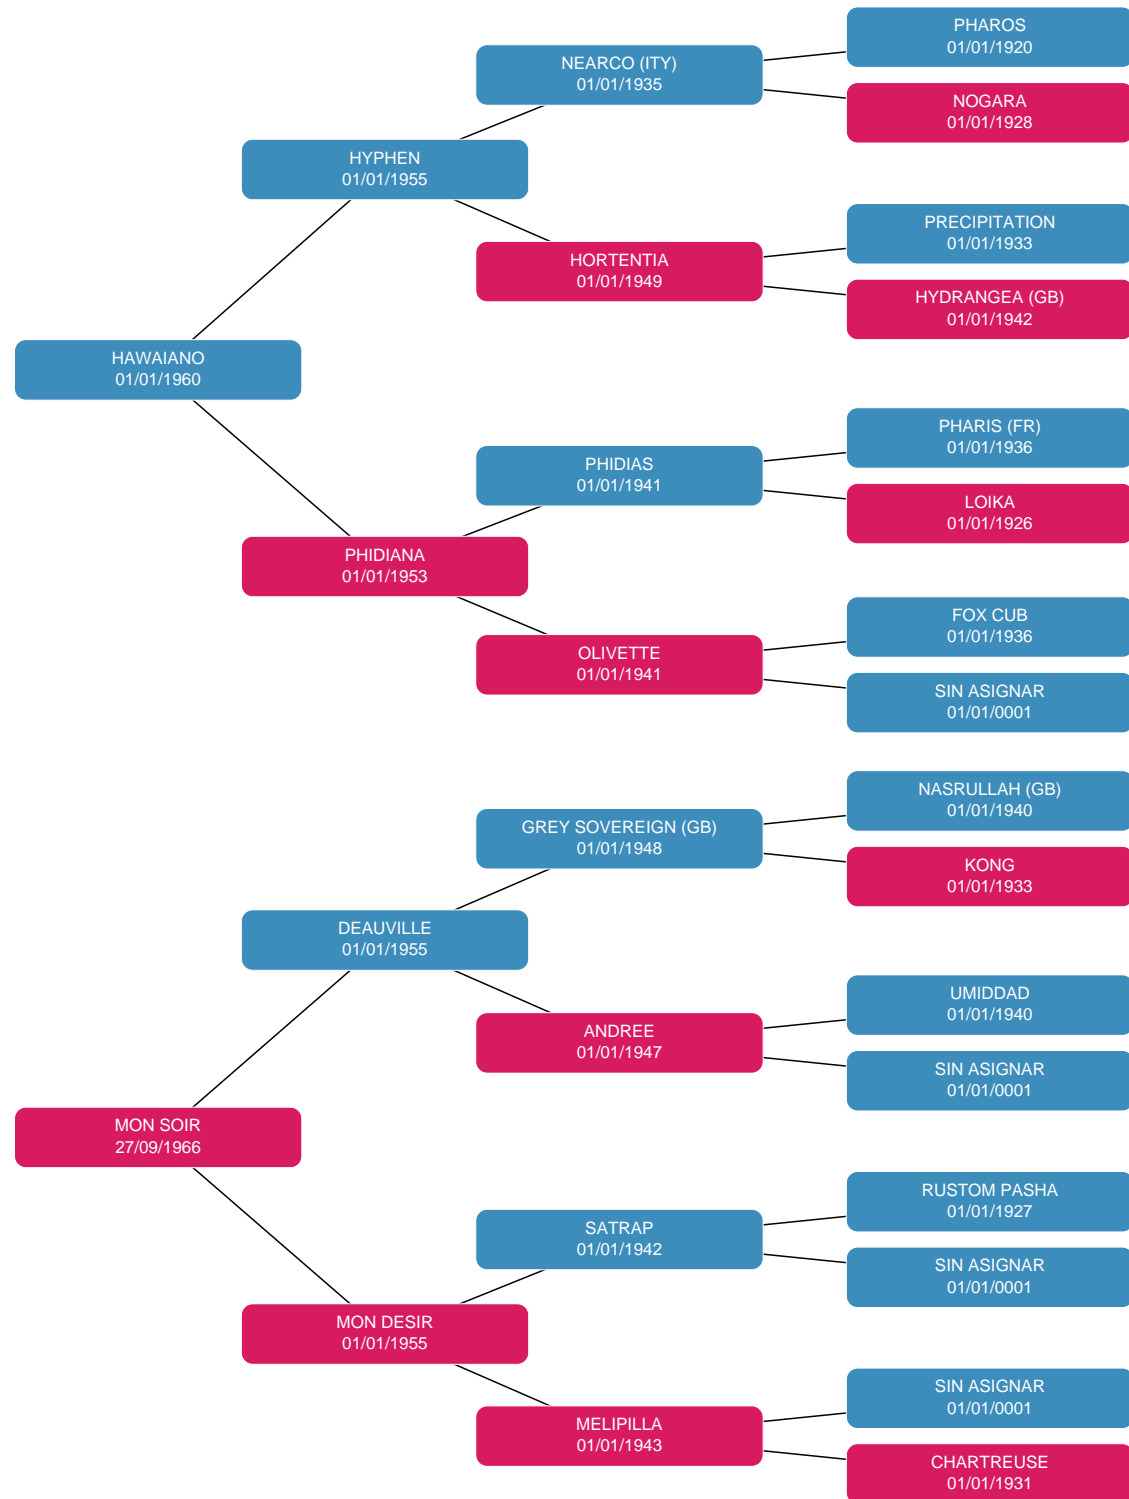 PHAROS
01/01/1920
NEARCO (ITY)
01/01/1935
NOGARA
01/01/1928
HYPHEN
01/01/1955
PRECIPITATION
01/01/1933
HORTENTIA
01/01/1949
HYDRANGEA (GB)
01/01/1942
HAWAIANO
01/01/1960
PHARIS (FR)
01/01/1936
PHIDIAS
01/01/1941
LOIKA
01/01/1926
PHIDIANA
01/01/1953
FOX CUB
01/01/1936
OLIVETTE
01/01/1941
SIN ASIGNAR
01/01/0001
NASRULLAH (GB)
01/01/1940
GREY SOVEREIGN (GB)
01/01/1948
KONG
01/01/1933
DEAUVILLE
01/01/1955
UMIDDAD
01/01/1940
ANDREE
01/01/1947
SIN ASIGNAR
01/01/0001
MON SOIR
27/09/1966
RUSTOM PASHA
01/01/1927
SATRAP
01/01/1942
SIN ASIGNAR
01/01/0001
MON DESIR
01/01/1955
SIN ASIGNAR
01/01/0001
MELIPILLA
01/01/1943
CHARTREUSE
01/01/1931